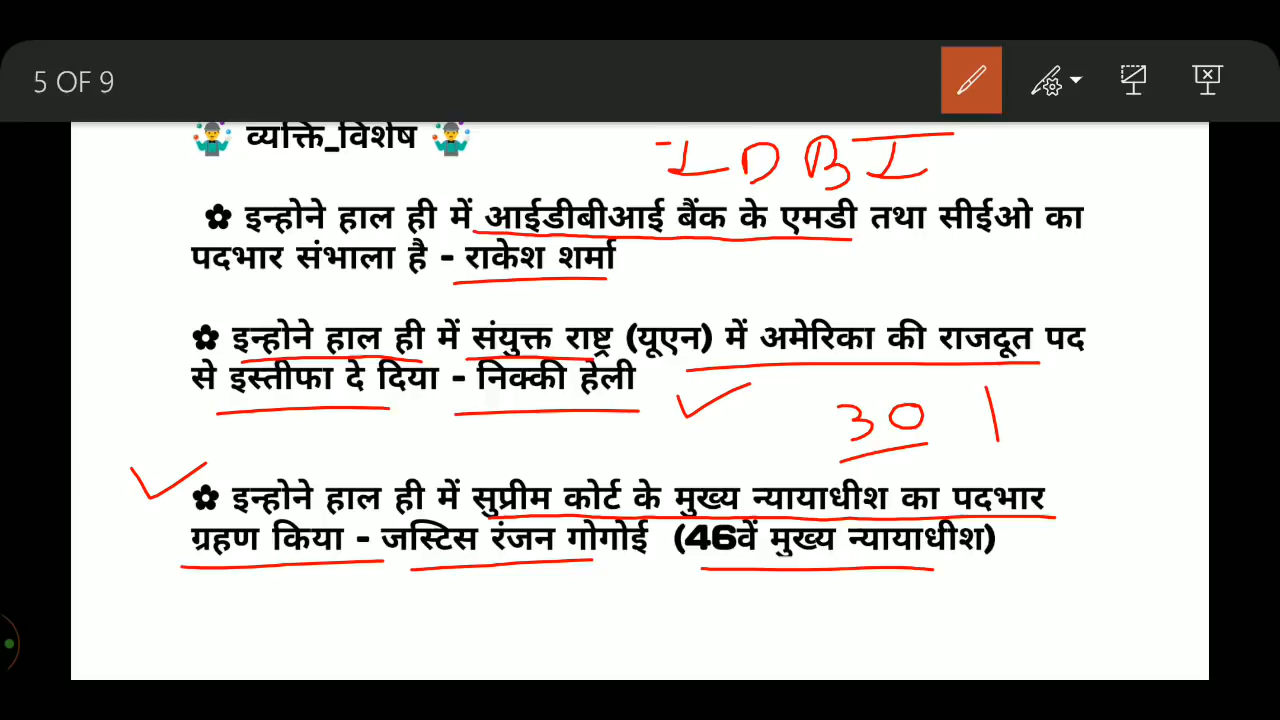 5 OF 9
व्यक्ति_विशेष
IDBI
✿ इन्होने हाल ही में आईडीबीआई बैंक के एमडी तथा सीईओ का
पदभार संभाला है - राकेश शर्मा
✿ इन्होने हाल ही में संयुक्त राष्ट्र (यूएन) में अमेरिका की राजदूत पद
से इस्तीफा दे दिया - निक्की हेली
30 |
✿ इन्होने हाल ही में सुप्रीम कोर्ट के मुख्य न्यायाधीश का पदभार
ग्रहण किया - जस्टिस रंजन गोगोई (46वें मुख्य न्यायाधीश)